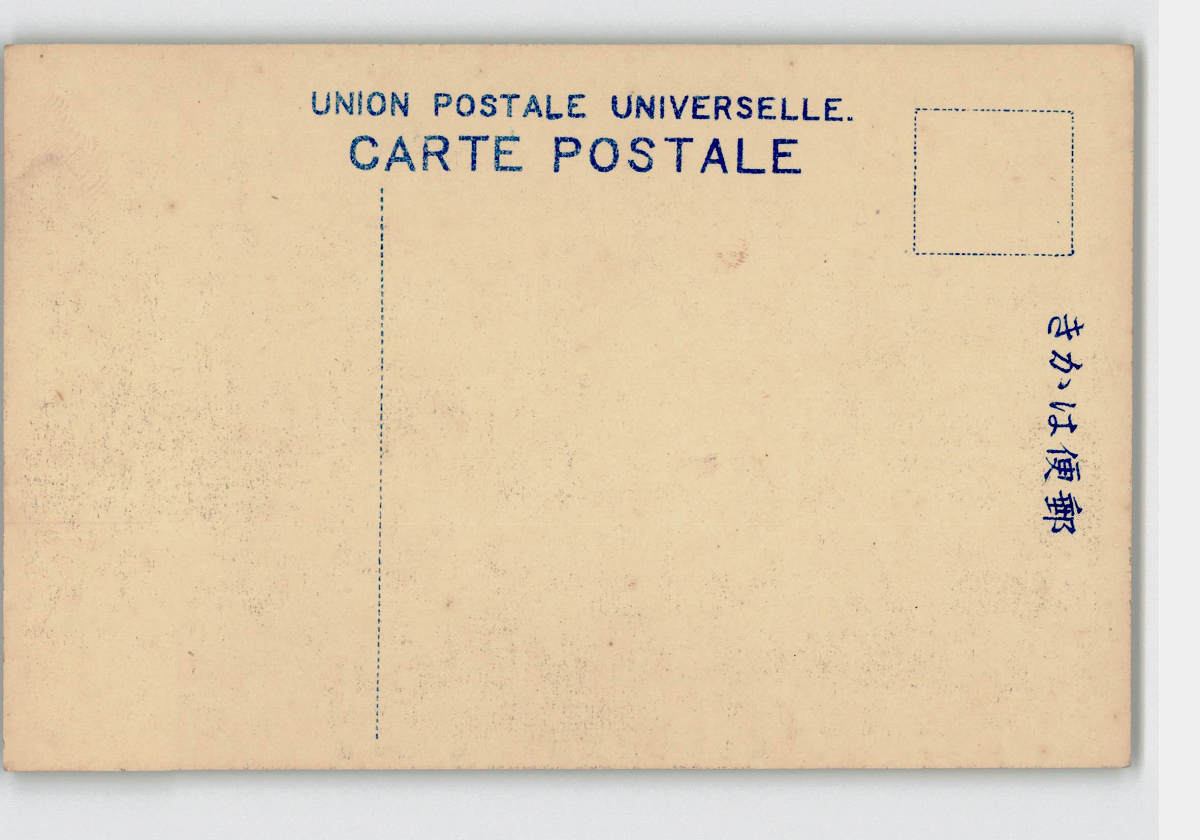 UNION POSTALE UNIVERSELLE.
CARTE POSTALE
郵便はかき